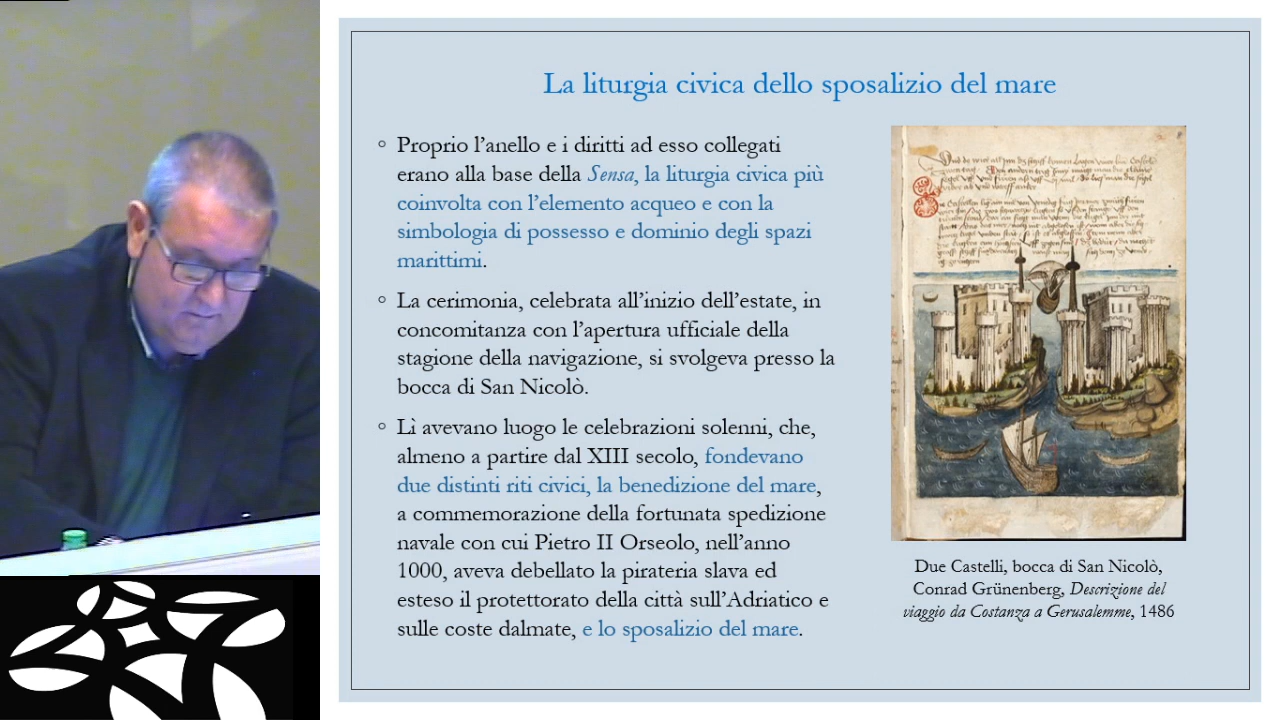 La liturgia civica dello sposalizio del mare
Proprio l’anello e i diritti ad esso collegati
erano alla base della Sensa, la liturgia civica più
coinvolta con l’elemento acqueo e con la
simbologia di possesso e dominio degli spazi
marittimi.
La cerimonia, celebrata all’inizio dell’estate, in
concomitanza con l’apertura ufficiale della
stagione della navigazione, si svolgeva presso la
bocca di San Nicolò.
Lì avevano luogo le celebrazioni solenni, che,
almeno a partire dal XIII secolo, fondevano
due distinti riti civici, la benedizione del mare,
a commemorazione della fortunata spedizione
navale con cui Pietro II Orseolo, nell’anno
1000, aveva debellato la pirateria slava ed
esteso il protettorato della città sull’Adriatico e
sulle coste dalmate, e lo sposalizio del mare.
Due Castelli, bocca di San Nicolò,
Conrad Grünenberg, Descrizione del
viaggio da Costanza a Gerusalemme, 1486